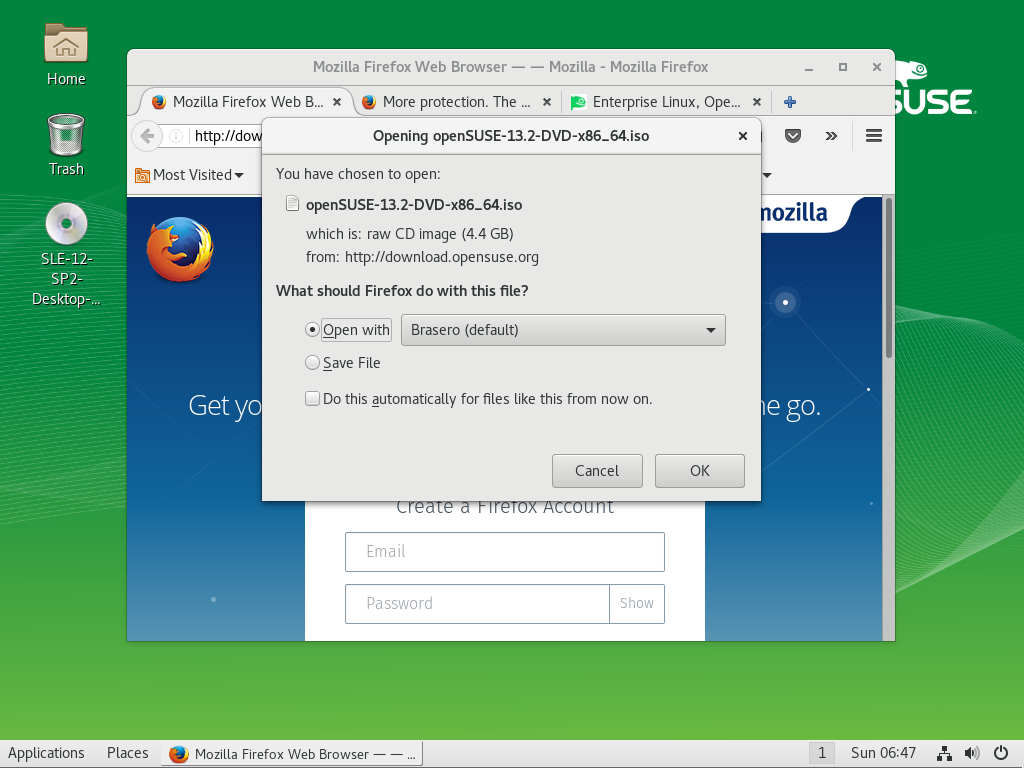 Home
Trash
SLE-12-
SP2-
Desktop-...
SUSE.
Mozilla Firefox Web Browser — — Mozilla - Mozilla Firefox
Mozilla Firefox Web B...
More protection. The ...
Enterprise Linux, Ope...
http://dow
Most Visited
mozilla
Opening openSUSE-13.2-DVD-x86_64.iso
You have chosen to open:
openSUSE-13.2-DVD-x86_64.iso
which is: raw CD image (4.4 GB)
from: http://download.opensuse.org
What should Firefox do with this file?
Open with
Brasero (default)
Save File
Do this automatically for files like this from now on.
Cancel
OK
Get yo
e go.
Create a Firefox Account
Email
Password
Show
Applications
Places
Mozilla Firefox Web Browser — — ...
1
Sun 06:47